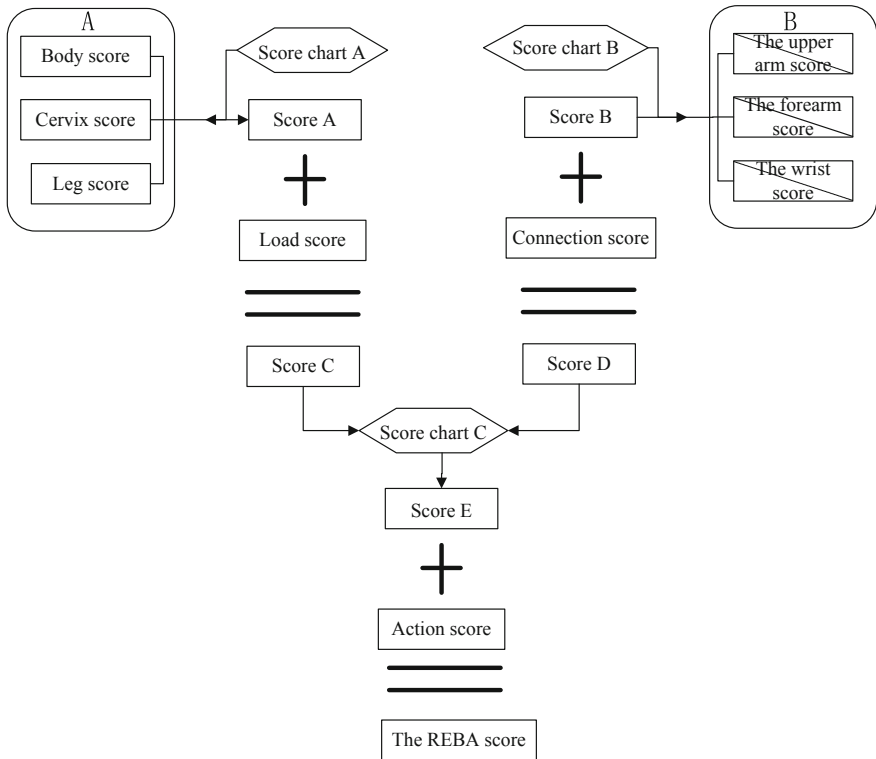 A
B
Body score
Score chart A
Score chart B
The upper
arm score
Cervix score
Score A
Score B
The forearm
score
Leg score
The wrist
score
Load score
Connection score
Score C
Score D
Score chart C
Score E
Action score
The REBA score